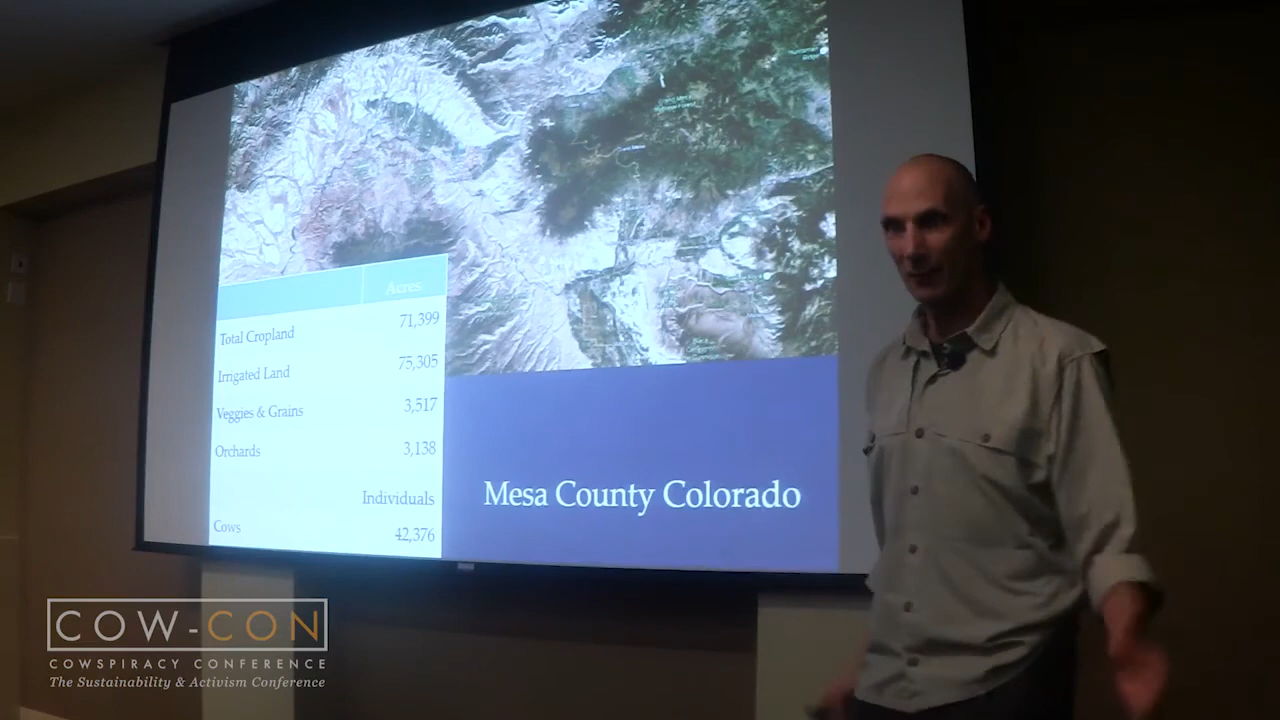 Acres
Total Cropland 71,399
Irrigated Land 75,305
Veggies & Grains 3,517
Orchards 3,138
Individuals
Cows 42,376
Mesa County Colorado
COW-CON
COWSPIRACY CONFERENCE
The Sustainability & Activism Conference